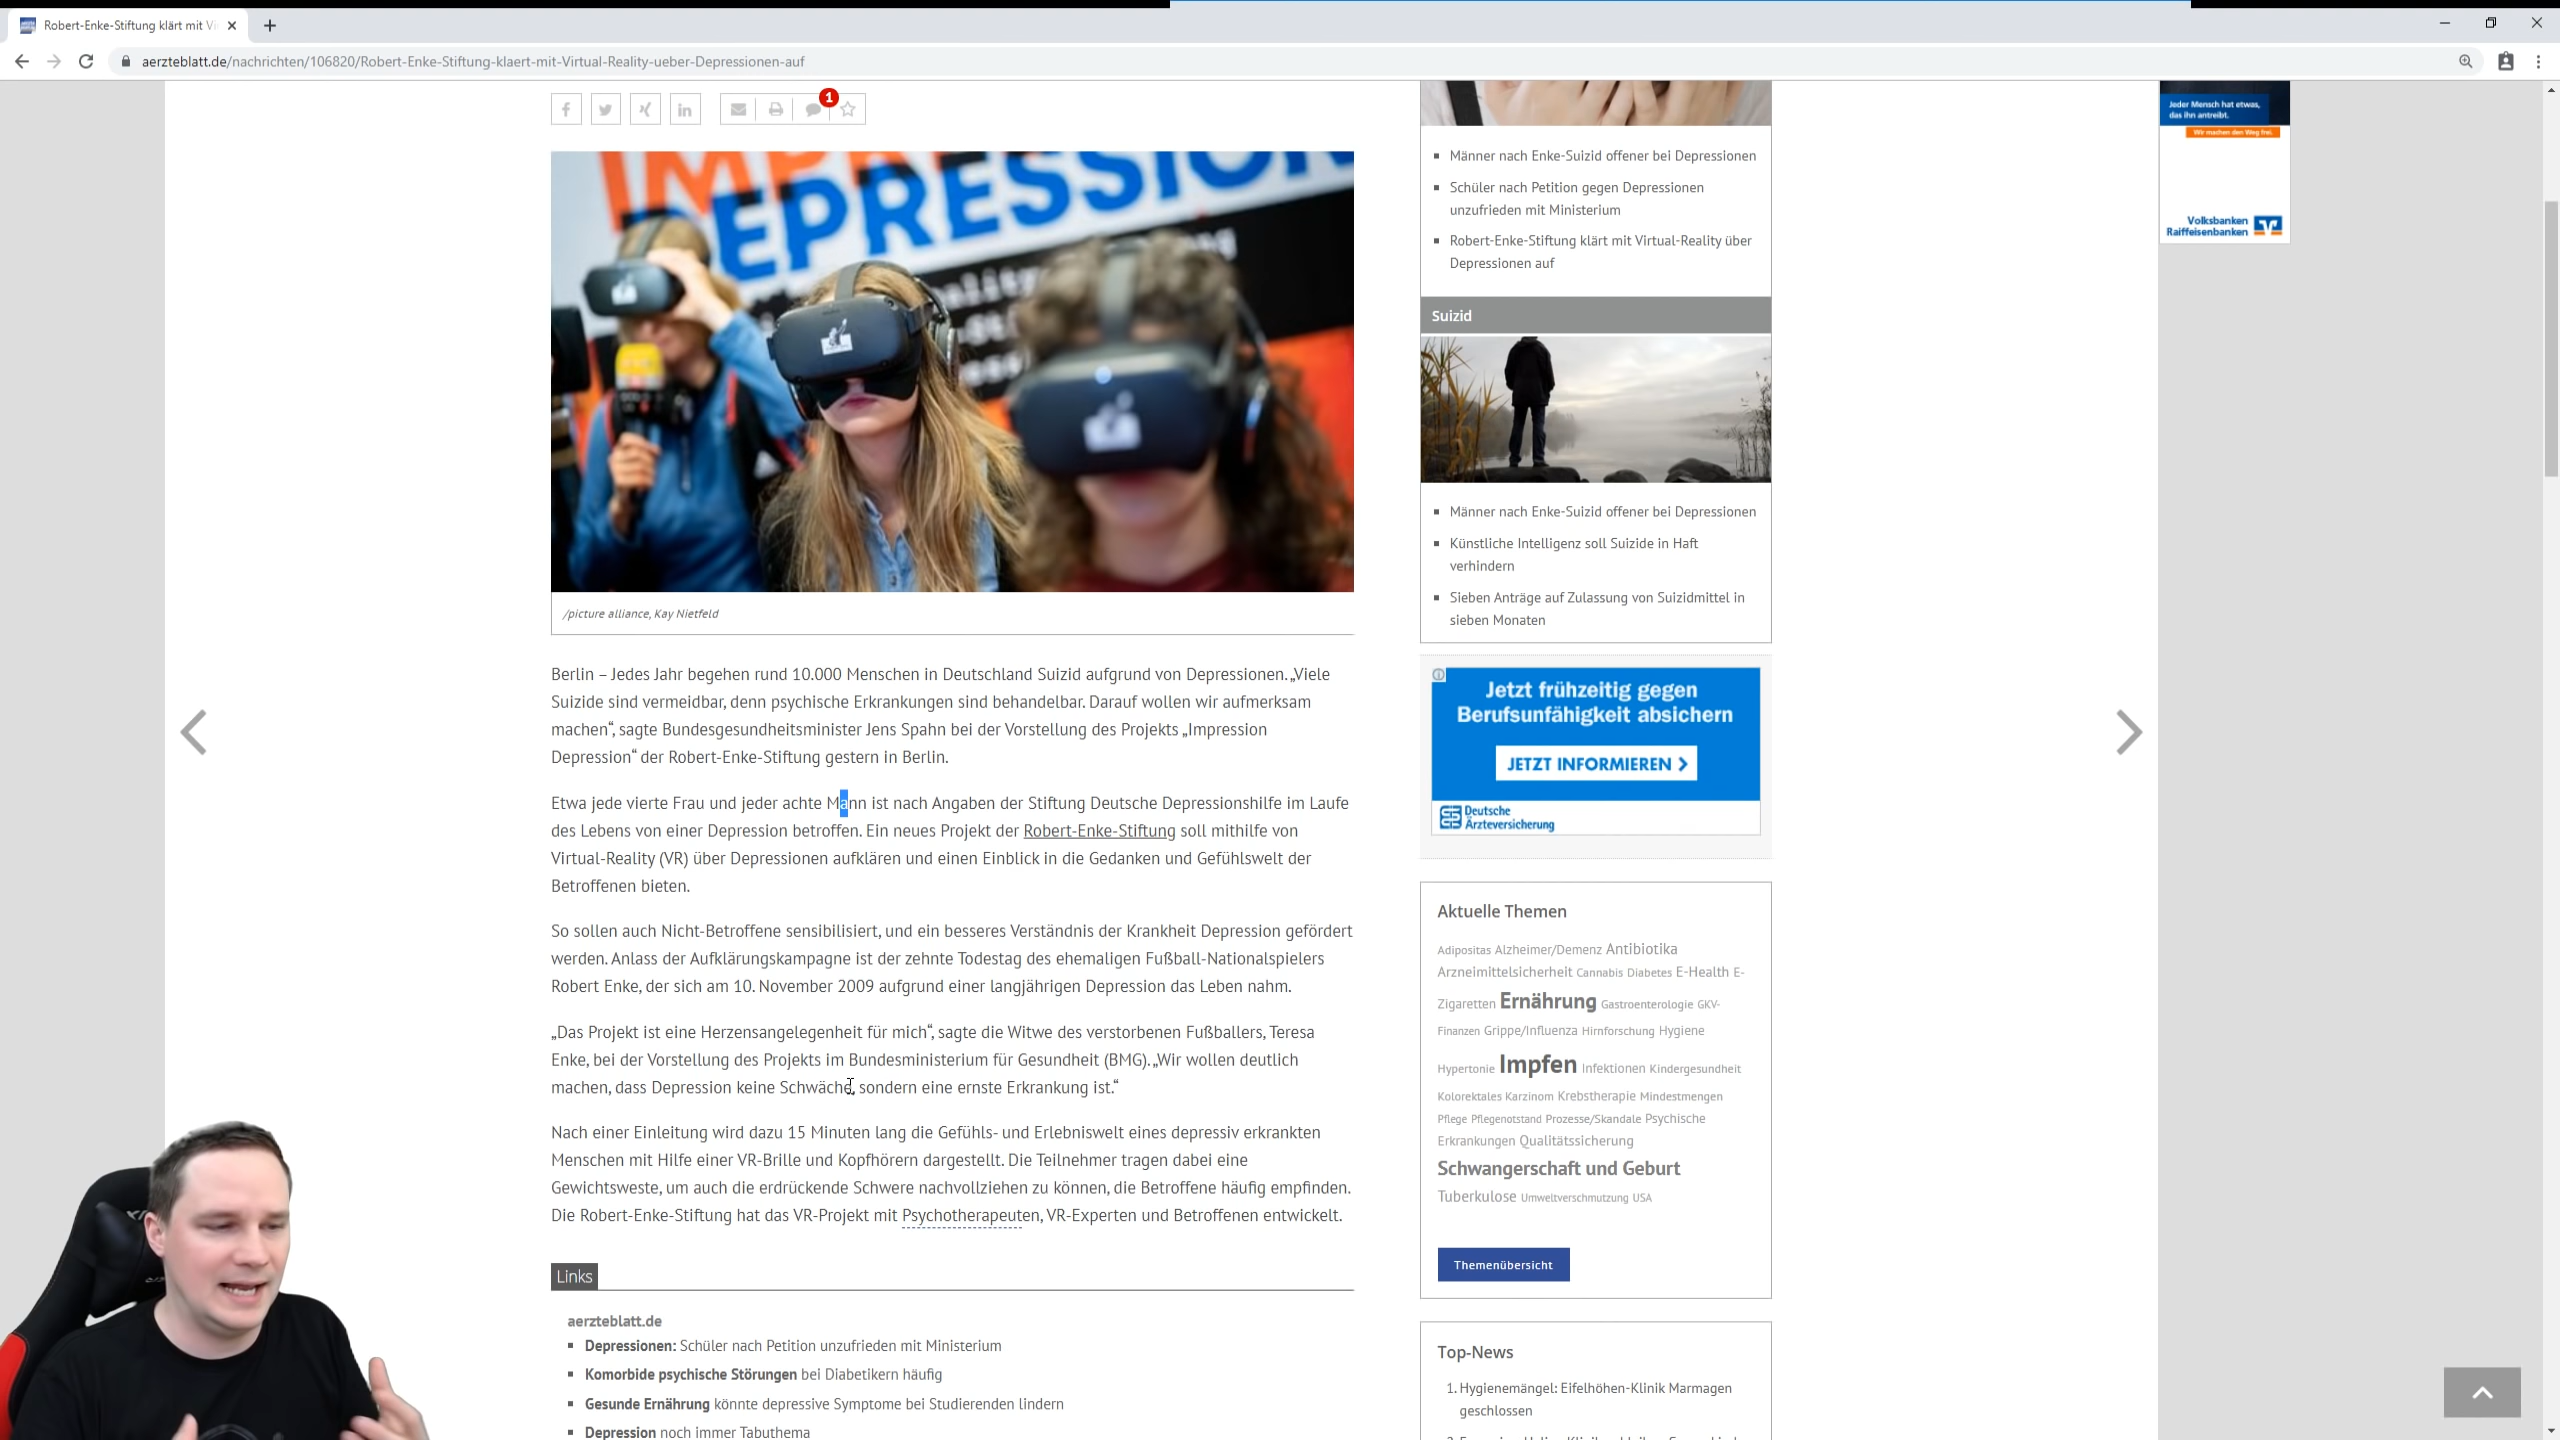 Robert-Enke-Stiftung klärt mit Vi
aerzteblatt.de/nachrichten/106820/Robert-Enke-Stiftung-klaert-mit-Virtual-Reality-ueber-Depressionen-auf
1
DEPRESSION
/picture alliance, Kay Nietfeld
Berlin – Jedes Jahr begehen rund 10.000 Menschen in Deutschland Suizid aufgrund von Depressionen. „Viele
Suizide sind vermeidbar, denn psychische Erkrankungen sind behandelbar. Darauf wollen wir aufmerksam
machen“, sagte Bundesgesundheitsminister Jens Spahn bei der Vorstellung des Projekts „Impression
Depression“ der Robert-Enke-Stiftung gestern in Berlin.
Etwa jede vierte Frau und jeder achte Mann ist nach Angaben der Stiftung Deutsche Depressionshilfe im Laufe
des Lebens von einer Depression betroffen. Ein neues Projekt der Robert-Enke-Stiftung soll mithilfe von
Virtual-Reality (VR) über Depressionen aufklären und einen Einblick in die Gedanken und Gefühlswelt der
Betroffenen bieten.
So sollen auch Nicht-Betroffene sensibilisiert, und ein besseres Verständnis der Krankheit Depression gefördert
werden. Anlass der Aufklärungskampagne ist der zehnte Todestag des ehemaligen Fußball-Nationalspielers
Robert Enke, der sich am 10. November 2009 aufgrund einer langjährigen Depression das Leben nahm.
„Das Projekt ist eine Herzensangelegenheit für mich“, sagte die Witwe des verstorbenen Fußballers, Teresa
Enke, bei der Vorstellung des Projekts im Bundesministerium für Gesundheit (BMG). „Wir wollen deutlich
machen, dass Depression keine Schwäche, sondern eine ernste Erkrankung ist.“
Nach einer Einleitung wird dazu 15 Minuten lang die Gefühls- und Erlebniswelt eines depressiv erkrankten
Menschen mit Hilfe einer VR-Brille und Kopfhörern dargestellt. Die Teilnehmer tragen dabei eine
Gewichtsweste, um auch die erdrückende Schwere nachvollziehen zu können, die Betroffene häufig empfinden.
Die Robert-Enke-Stiftung hat das VR-Projekt mit Psychotherapeuten, VR-Experten und Betroffenen entwickelt.
Links
aerzteblatt.de
Depressionen: Schüler nach Petition unzufrieden mit Ministerium
Komorbide psychische Störungen bei Diabetikern häufig
Gesunde Ernährung könnte depressive Symptome bei Studierenden lindern
Depression noch immer Tabuthema
Männer nach Enke-Suizid offener bei Depressionen
Schüler nach Petition gegen Depressionen
unzufrieden mit Ministerium
Robert-Enke-Stiftung klärt mit Virtual-Reality über
Depressionen auf
Suizid
Männer nach Enke-Suizid offener bei Depressionen
Künstliche Intelligenz soll Suizide in Haft
verhindern
Sieben Anträge auf Zulassung von Suizidmittel in
sieben Monaten
Jetzt frühzeitig gegen
Berufsunfähigkeit absichern
JETZT INFORMIEREN
Deutsche
Ärzteversicherung
Aktuelle Themen
Adipositas Alzheimer/Demenz Antibiotika
Arzneimittelsicherheit Cannabis Diabetes E-Health E-
Zigaretten Ernährung Gastroenterologie GKV-
Finanzen Grippe/Influenza Hirnforschung Hygiene
Hypertonie Impfen Infektionen Kindergesundheit
Kolorektales Karzinom Krebstherapie Mindestmengen
Pflege Pflegenotstand Prozesse/Skandale Psychische
Erkrankungen Qualitätssicherung
Schwangerschaft und Geburt
Tuberkulose Umweltverschmutzung USA
Themenübersicht
Top-News
1. Hygienemängel: Eifelhöhen-Klinik Marmagen
geschlossen
Jeder Mensch hat etwas,
das ihn antreibt.
Wir machen den Weg frei.
Volksbanken
Raiffeisenbanken